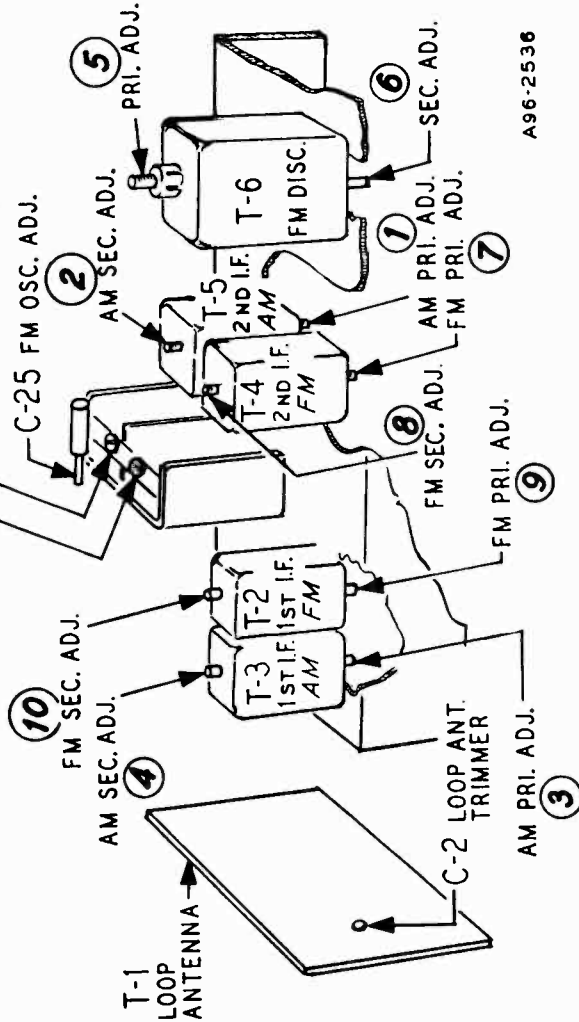 T-1
LOOP
ANTENNA
C-2 LOOP ANT.
TRIMMER
AM PRI. ADJ.
3
10
FM SEC. ADJ.
AM SEC. ADJ.
4
T-3
1ST I.F.
AM
T-2
1ST I.F.
FM
FM PRI. ADJ.
9
C-25 FM OSC. ADJ.
2
AM SEC. ADJ.
T-5
2ND I.F.
AM
T-4
2ND I.F.
FM
8
FM SEC. ADJ.
1
AM PRI. ADJ.
FM PRI. ADJ.
7
5
PRI. ADJ.
T-6
FM DISC.
6
SEC. ADJ.
A96-2536